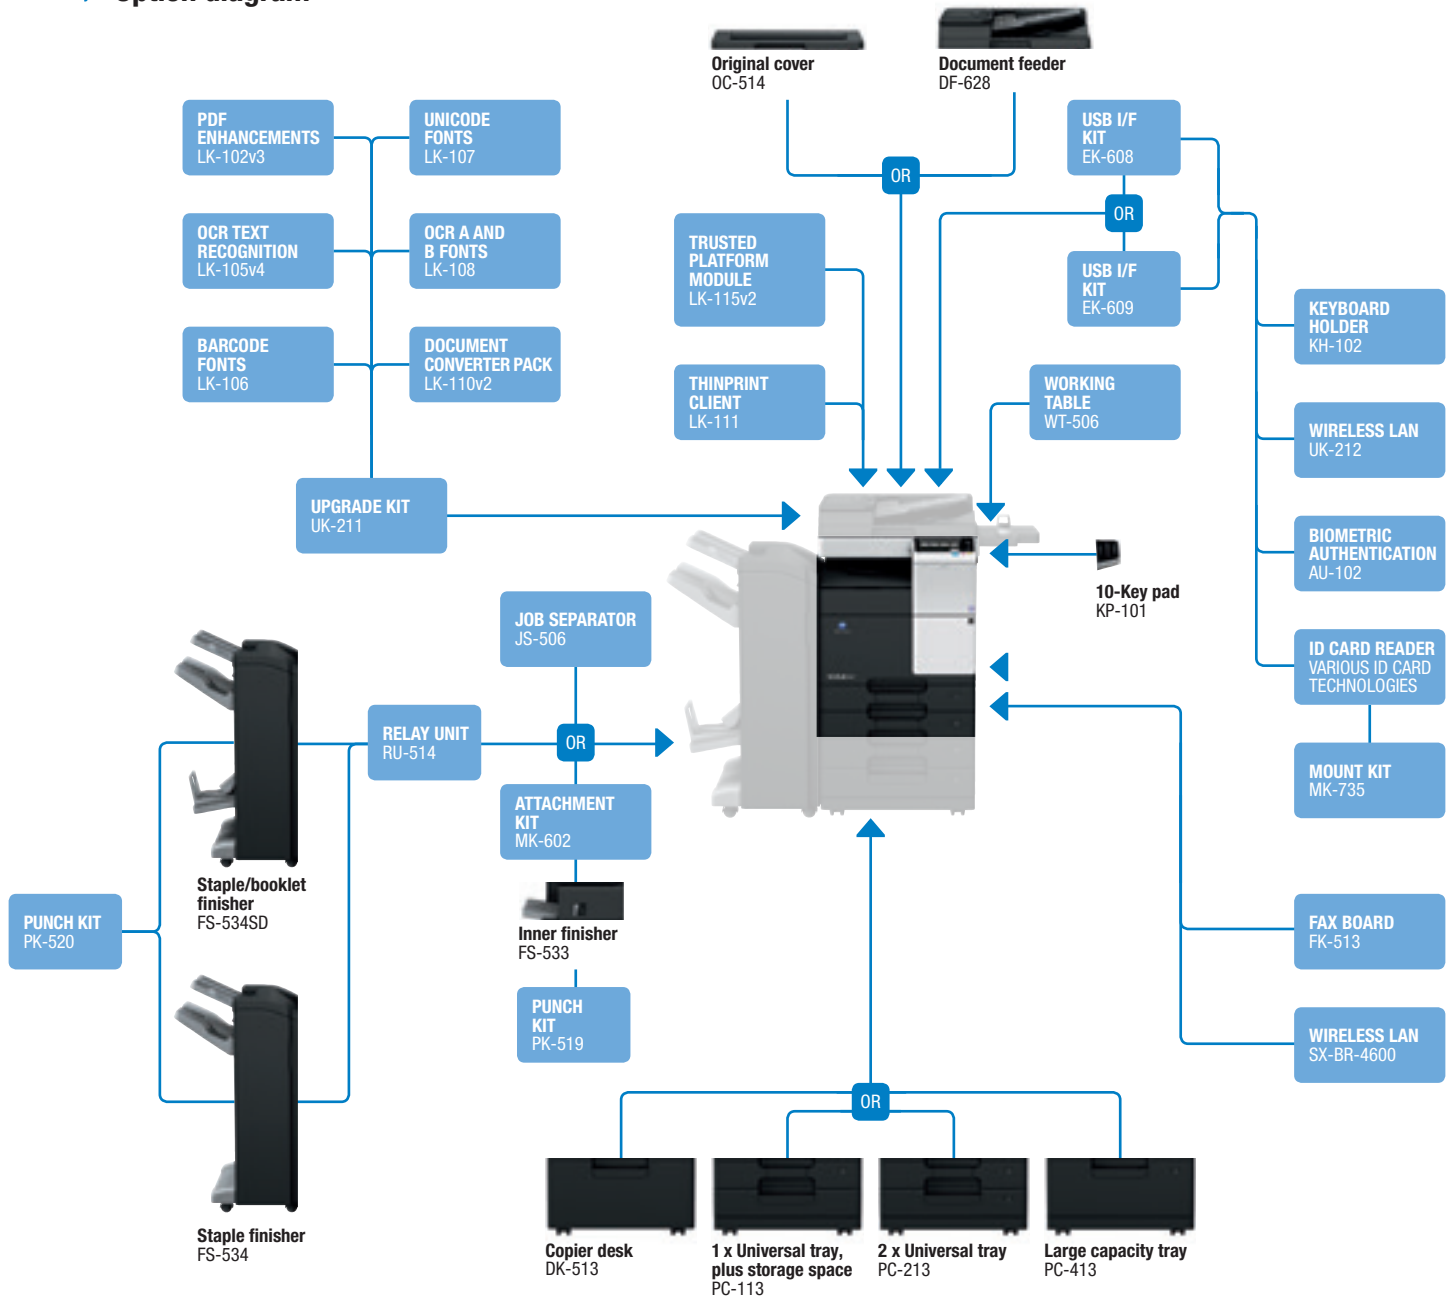 Option diagram
Original cover
OC-514
Document feeder
DF-628
PDF
ENHANCEMENTS
LK-102v3
UNICODE
FONTS
LK-107
USB I/F
KIT
EK-608
OR
OR
OCR TEXT
RECOGNITION
LK-105v4
OCR A AND
B FONTS
LK-108
TRUSTED
PLATFORM
MODULE
LK-115v2
USB I/F
KIT
EK-609
KEYBOARD
HOLDER
KH-102
BARCODE
FONTS
LK-106
DOCUMENT
CONVERTER PACK
LK-110v2
THINPRINT
CLIENT
LK-111
WORKING
TABLE
WT-506
WIRELESS LAN
UK-212
UPGRADE KIT
UK-211
BIOMETRIC
AUTHENTICATION
AU-102
10-Key pad
KP-101
JOB SEPARATOR
JS-506
ID CARD READER
VARIOUS ID CARD
TECHNOLOGIES
RELAY UNIT
RU-514
OR
MOUNT KIT
MK-735
ATTACHMENT
KIT
MK-602
Staple/booklet
finisher
FS-534SD
PUNCH KIT
PK-520
Inner finisher
FS-533
FAX BOARD
FK-513
PUNCH
KIT
PK-519
WIRELESS LAN
SX-BR-4600
OR
Staple finisher
FS-534
Copier desk
DK-513
1 x Universal tray,
plus storage space
PC-113
2 x Universal tray
PC-213
Large capacity tray
PC-413